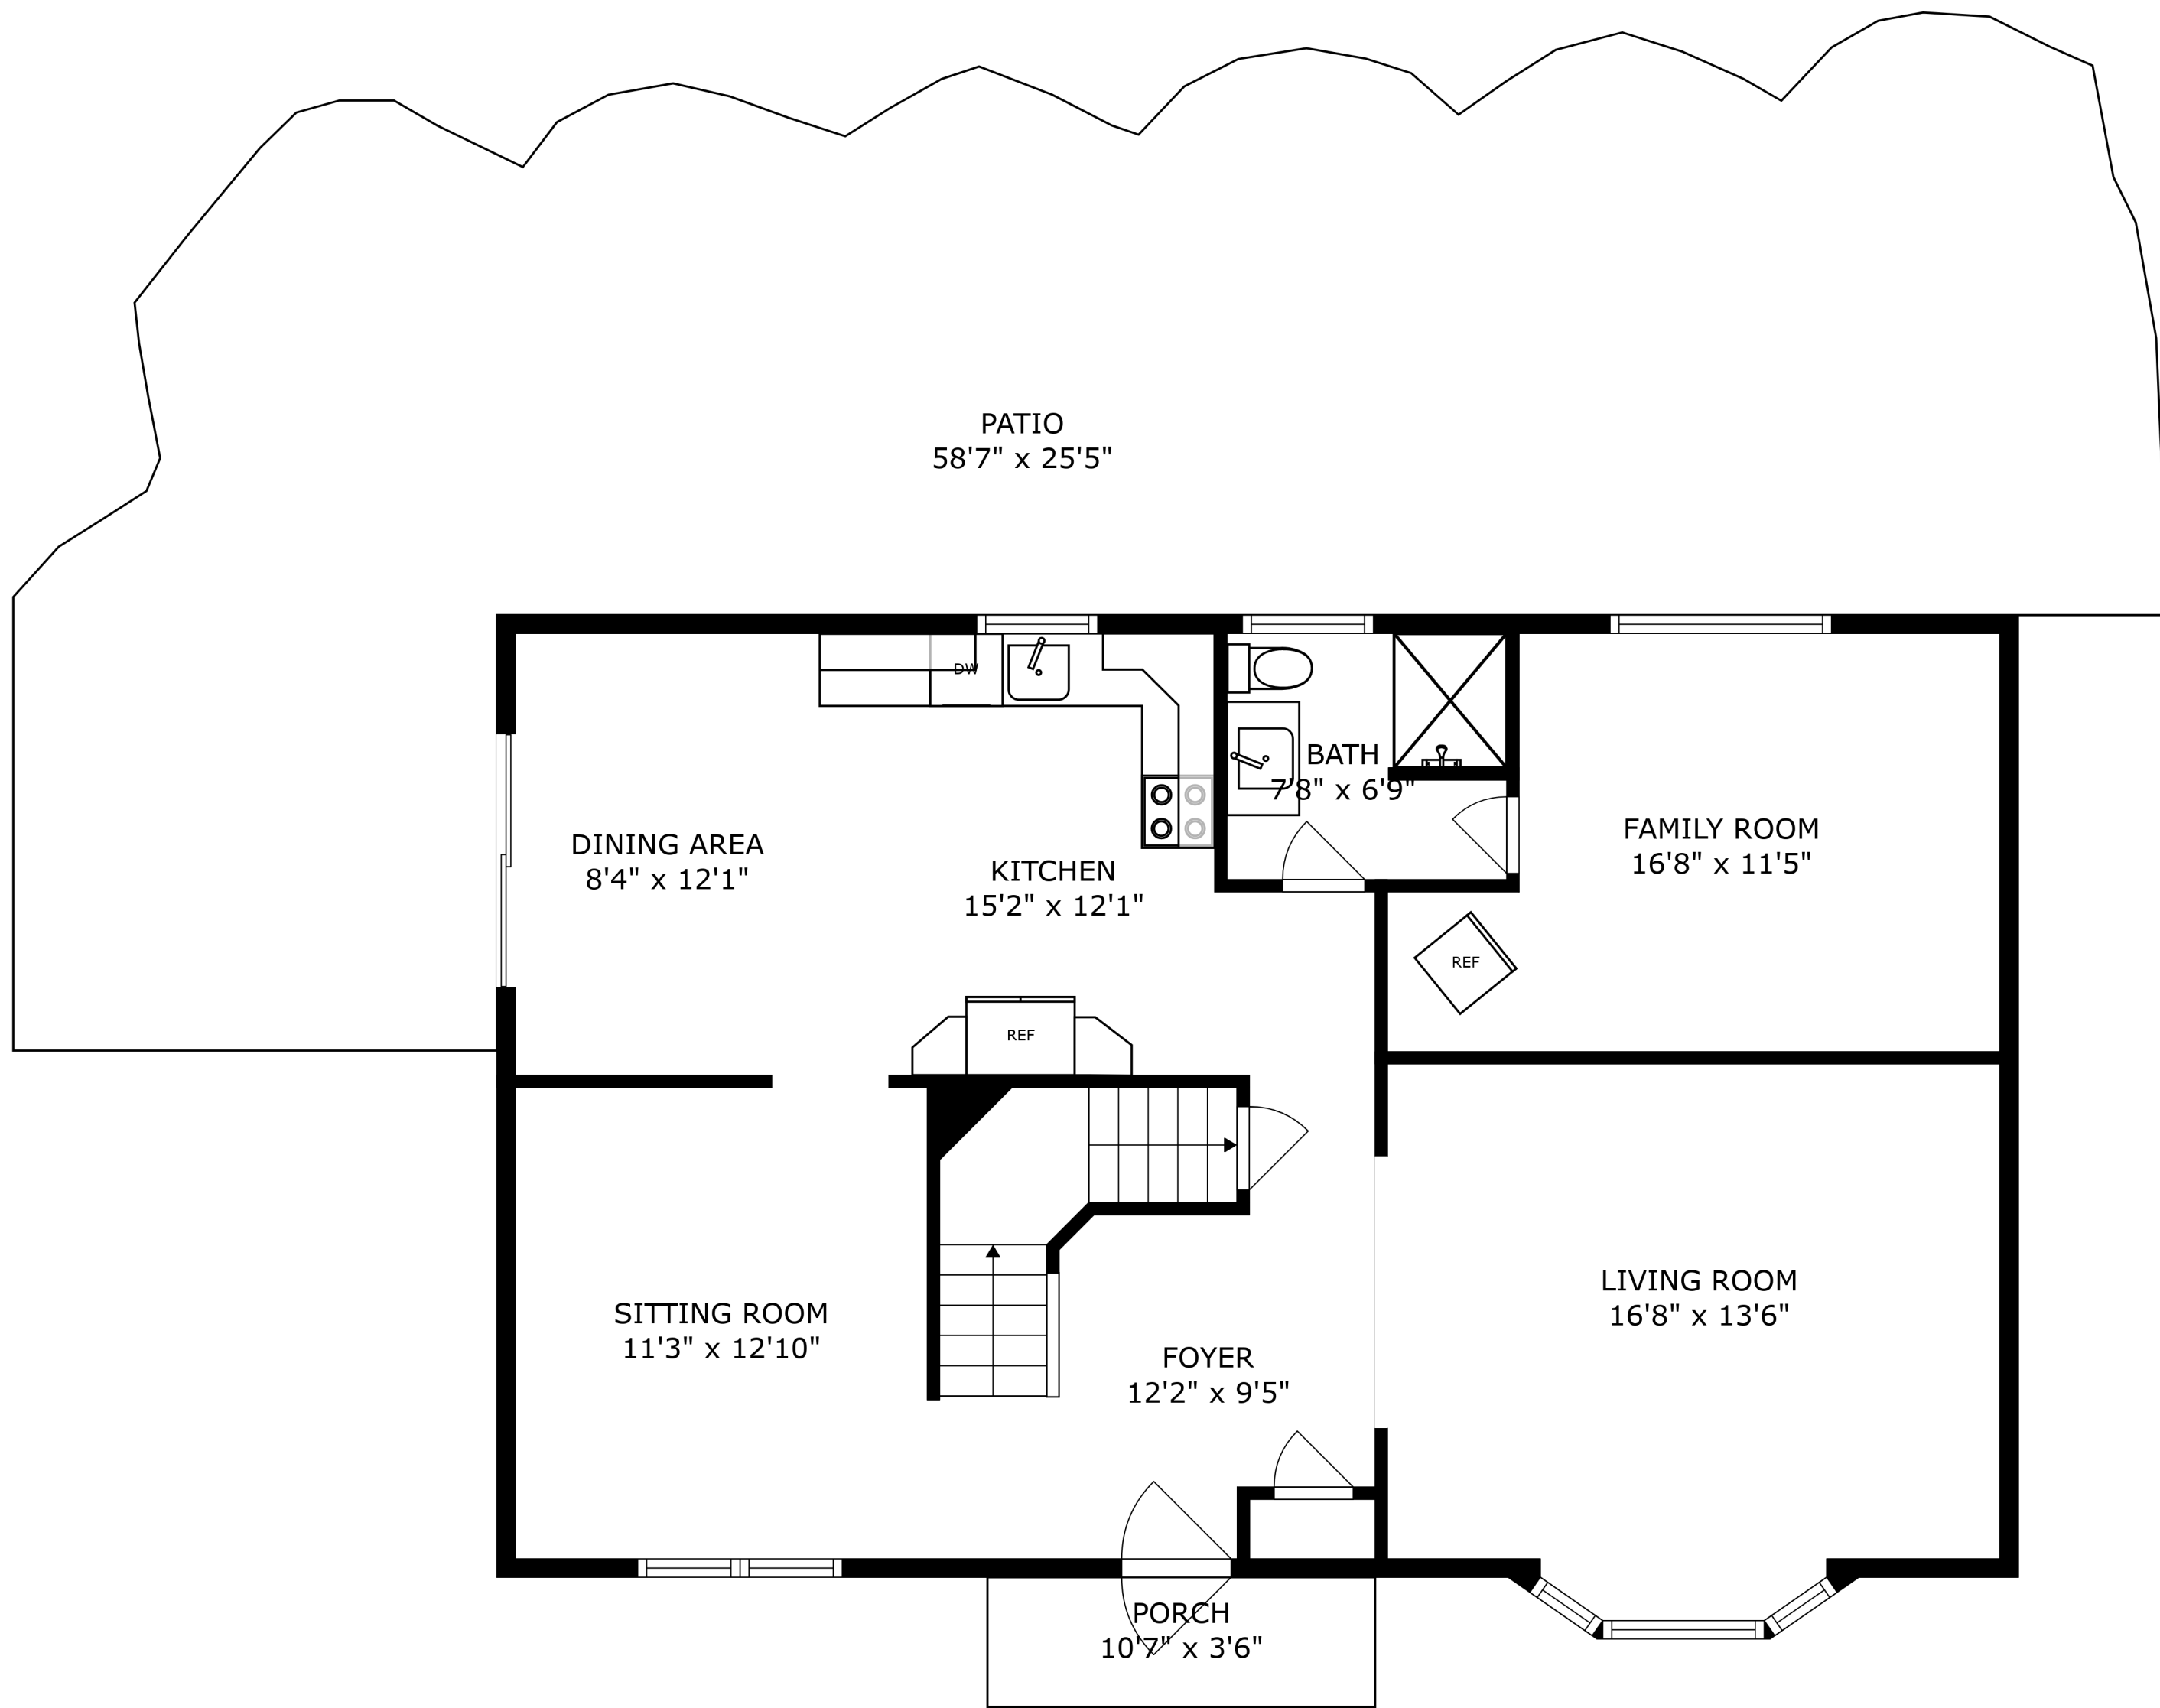 PATIO
58'7" x 25'5"
DW
BATH
7'8" x 6'9"
DINING AREA
8'4" x 12'1"
KITCHEN
15'2" x 12'1"
FAMILY ROOM
16'8" x 11'5"
REF
REF
SITTING ROOM
11'3" x 12'10"
FOYER
12'2" x 9'5"
LIVING ROOM
16'8" x 13'6"
PORCH
10'7" x 3'6"